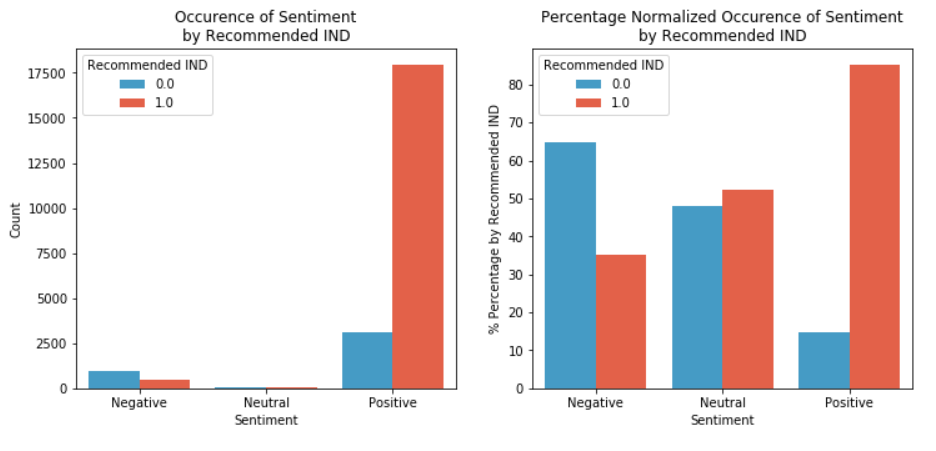 Occurence of Sentiment
by Recommended IND
Recommended IND
0.0
1.0
17500
15000
12500
10000
7500
5000
2500
0
Count
Negative
Neutral
Positive
Sentiment
Percentage Normalized Occurence of Sentiment
by Recommended IND
Recommended IND
0.0
1.0
80
70
60
50
40
30
20
10
0
% Percentage by Recommended IND
Negative
Neutral
Positive
Sentiment